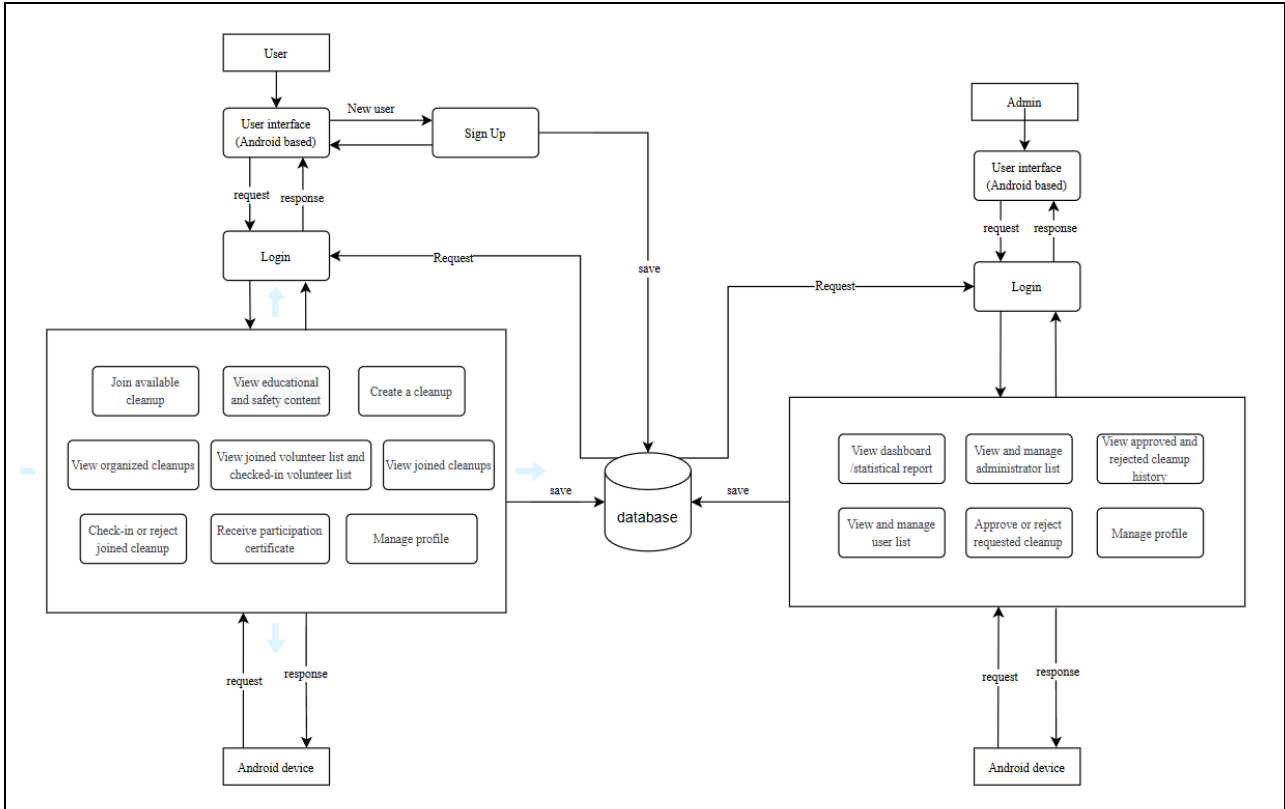 User
User interface
(Android based)
New user
Sign Up
request
response
Login
Request
save
Join available
cleanup
View educational
and safety content
Create a cleanup
View organized cleanups
View joined volunteer list and
checked-in volunteer list
View joined cleanups
Check-in or reject
joined cleanup
Receive participation
certificate
Manage profile
request
response
Android device
save
database
save
Admin
User interface
(Android based)
request
response
Login
Request
View dashboard
/statistical report
View and manage
administrator list
View approved and
rejected cleanup
history
View and manage
user list
Approve or reject
requested cleanup
Manage profile
request
response
Android device